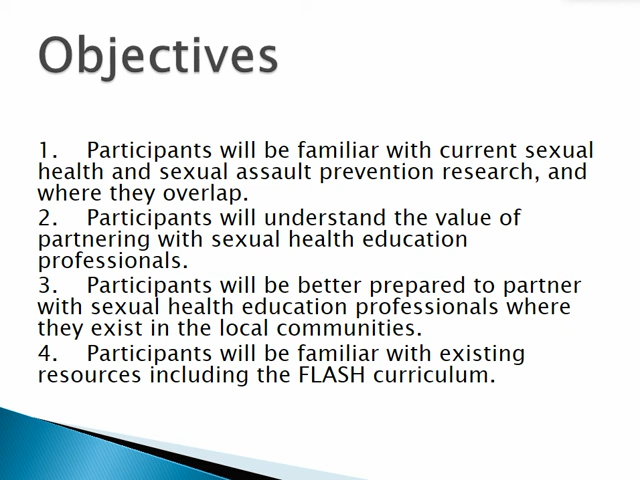 Objectives
1. Participants will be familiar with current sexual
health and sexual assault prevention research, and
where they overlap.
2. Participants will understand the value of
partnering with sexual health education
professionals.
3. Participants will be better prepared to partner
with sexual health education professionals where
they exist in the local communities.
4. Participants will be familiar with existing
resources including the FLASH curriculum.